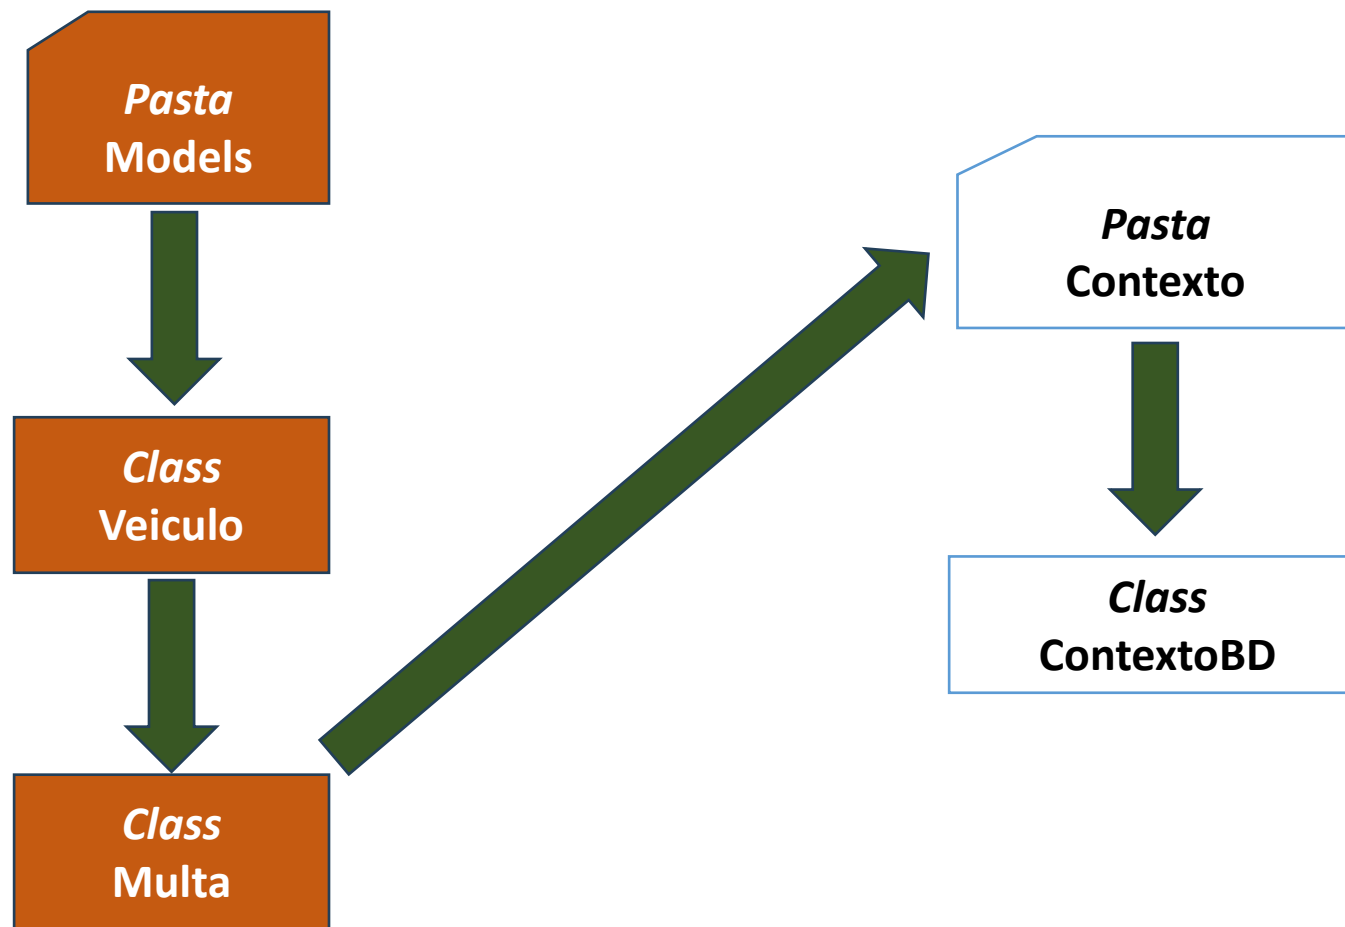 Pasta
Models
Class
Veiculo
Class
Multa
Pasta
Contexto
Class
ContextoBD